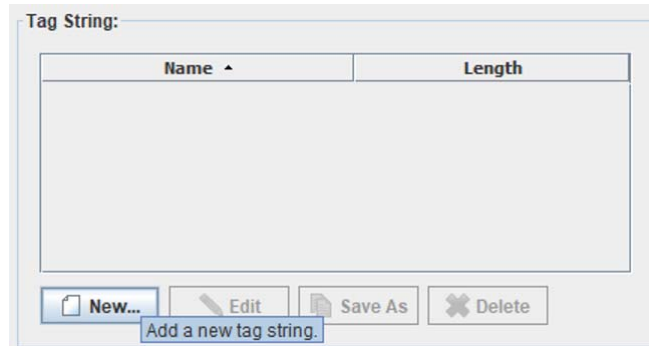 Tag String:
Name Length
New... Edit Save As Delete
Add a new tag string.